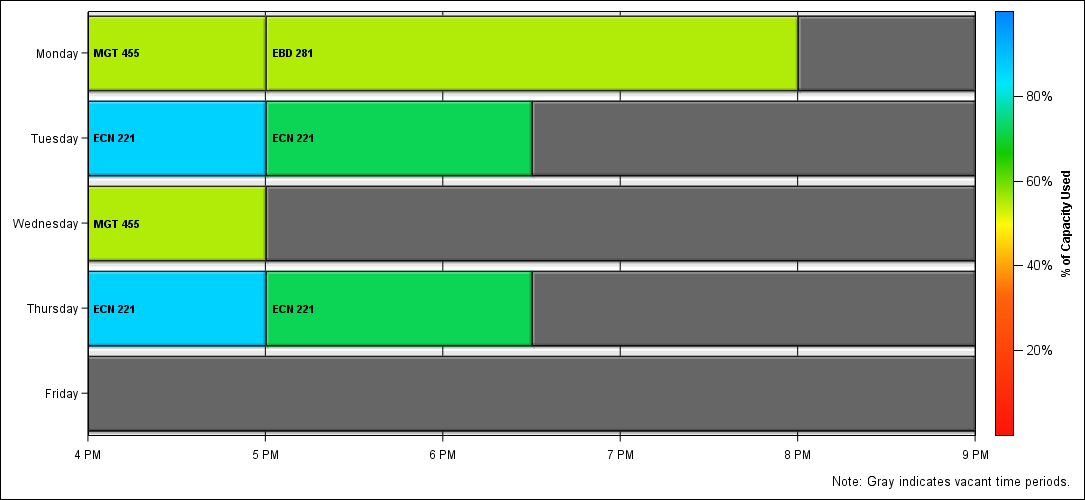 Monday
MGT 455
EBD 281
Tuesday
ECN 221
ECN 221
Wednesday
MGT 455
Thursday
ECN 221
ECN 221
Friday
4 PM
5 PM
6 PM
7 PM
8 PM
9 PM
80%
60%
40%
20%
% of Capacity Used
Note: Gray indicates vacant time periods.